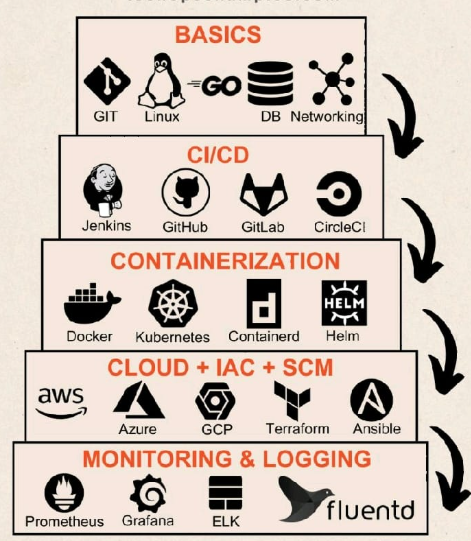 BASICS
GO
GIT Linux DB Networking
CI/CD
Jenkins GitHub GitLab CircleCI
CONTAINERIZATION
HELM
Docker Kubernetes Containerd Helm
CLOUD + IAC + SCM
aws
Azure GCP Terraform Ansible
MONITORING & LOGGING
fluentd
Prometheus Grafana ELK